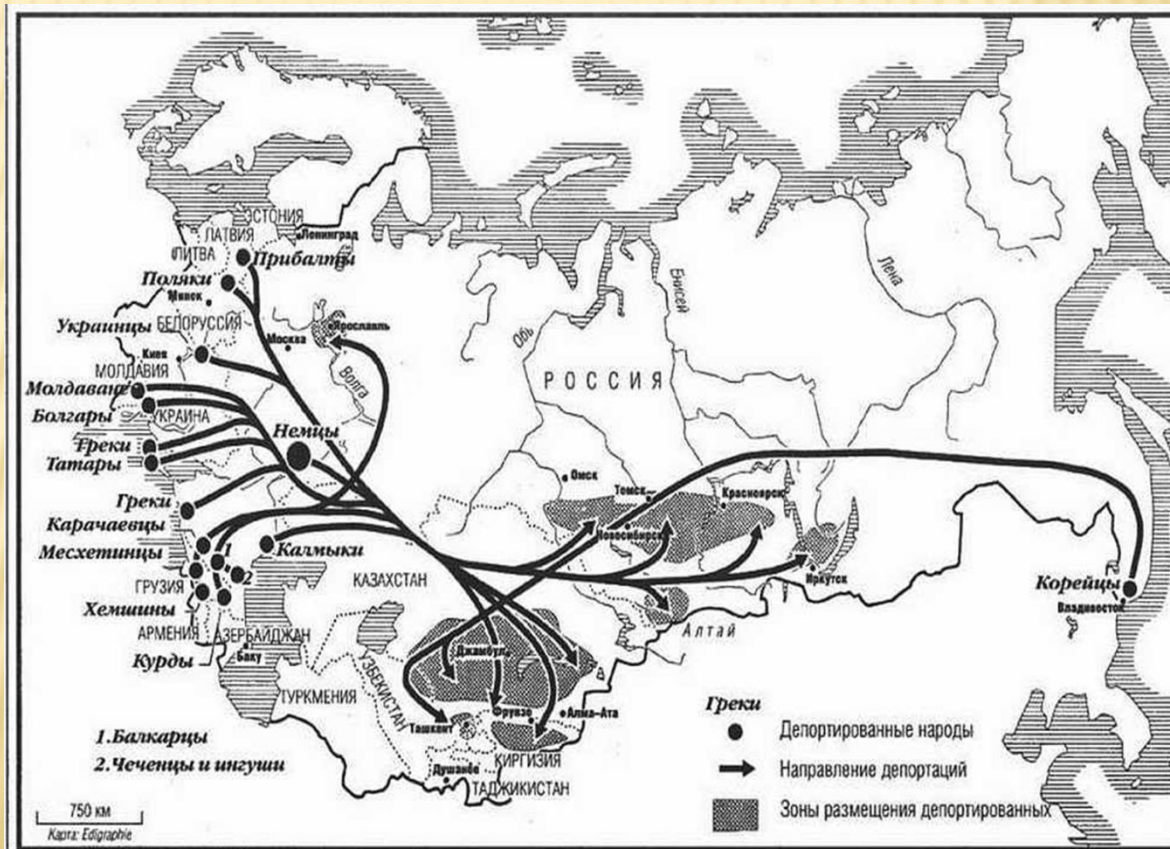 ЭСТОНИЯ
Ленинград
ЛАТВИЯ
ЛИТВА
Прибалты
Поляки
Минск
Украинцы
БЕЛОРУССИЯ
Ярославль
Москва
Киев
Волга
МОЛДАВИЯ
Молдаване
Болгары
УКРАИНА
Немцы
Греки
Татары
Греки
Карачаевцы
Месхетинцы
1
2
Калмыки
ГРУЗИЯ
Хемшины
АРМЕНИЯ
АЗЕРБАЙДЖАН
Курды
Баку
Обь
Енисей
Лена
РОССИЯ
Омск
Томск
Красноярск
Новосибирск
Иркутск
Корейцы
Владивосток
КАЗАХСТАН
Алтай
Джамбул
УЗБЕКИСТАН
ТУРКМЕНИЯ
Ташкент
Фрунзе
Алма-Ата
КИРГИЗИЯ
Душанбе
ТАДЖИКИСТАН
1.Балкарцы
2.Чеченцы и ингуши
750 км
Карта: Edigraphie
Греки
Депортированные народы
Направление депортаций
Зоны размещения депортированных